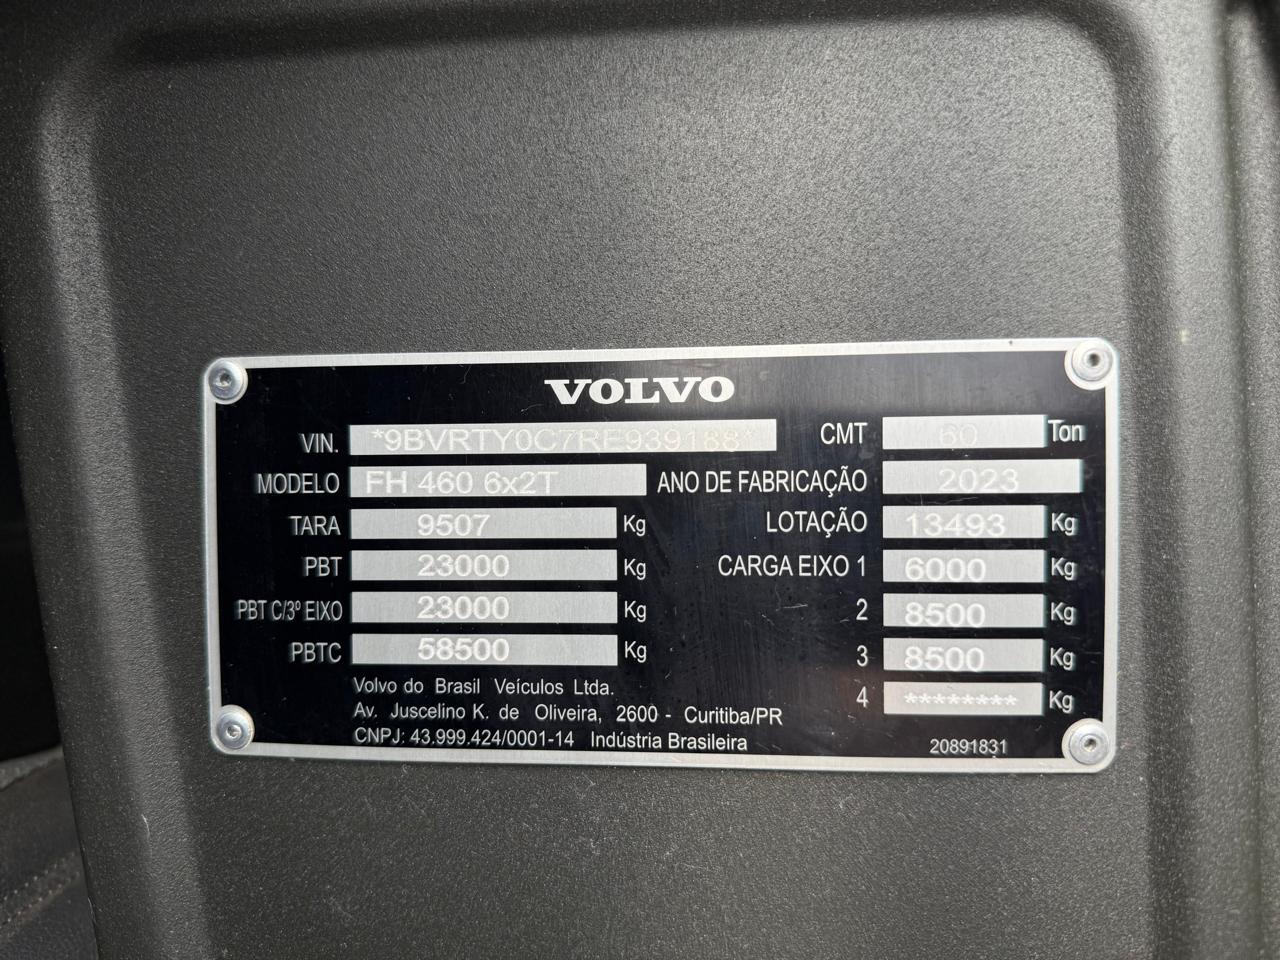 VOLVO
VIN. *9BVRTY0C7RE939188* CMT 60 Ton
MODELO FH 460 6x2T ANO DE FABRICAÇÃO 2023
TARA 9507 Kg LOTAÇÃO 13493 Kg
PBT 23000 Kg CARGA EIXO 1 6000 Kg
PBT C/3º EIXO 23000 Kg 2 8500 Kg
PBTC 58500 Kg 3 8500 Kg
4 ******** Kg
Volvo do Brasil Veículos Ltda.
Av. Juscelino K. de Oliveira, 2600 - Curitiba/PR
CNPJ: 43.999.424/0001-14 Indústria Brasileira 20891831